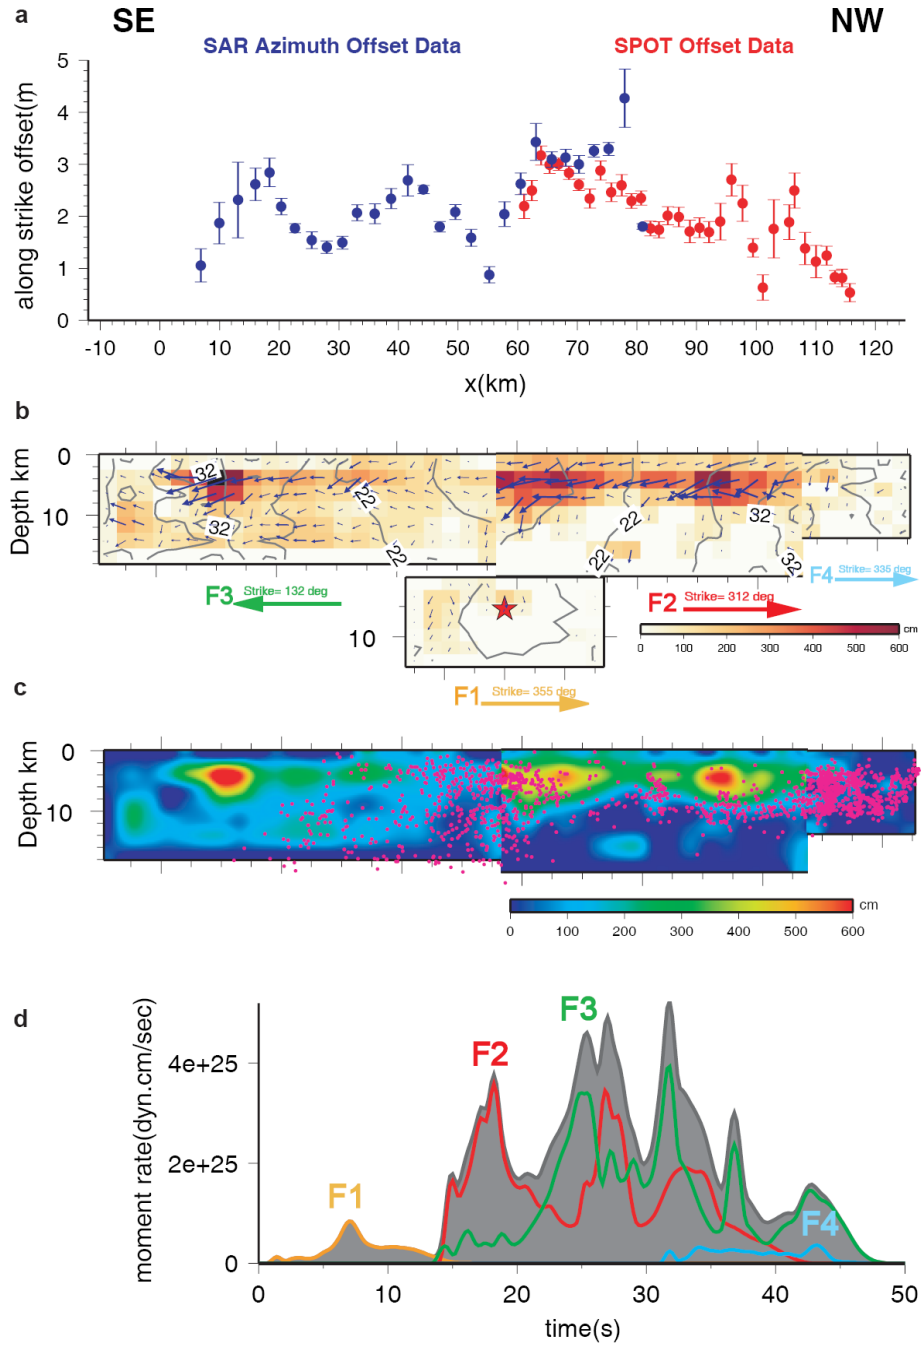 a
SE
NW
SAR Azimuth Offset Data
SPOT Offset Data
along strike offset(m
5
4
3
2
1
0
-10 0 10 20 30 40 50 60 70 80 90 100 110 120
x(km)
b
Depth km
0
10
32
32
22
22
22
22
32
32
F3
Strike= 132 deg
F2
Strike= 312 deg
F4
Strike= 335 deg
10
cm
0 100 200 300 400 500 600
F1
Strike= 355 deg
c
Depth km
0
10
cm
0 100 200 300 400 500 600
d
moment rate(dyn.cm/sec)
4e+25
2e+25
0
F1
F2
F3
F4
0 10 20 30 40 50
time(s)